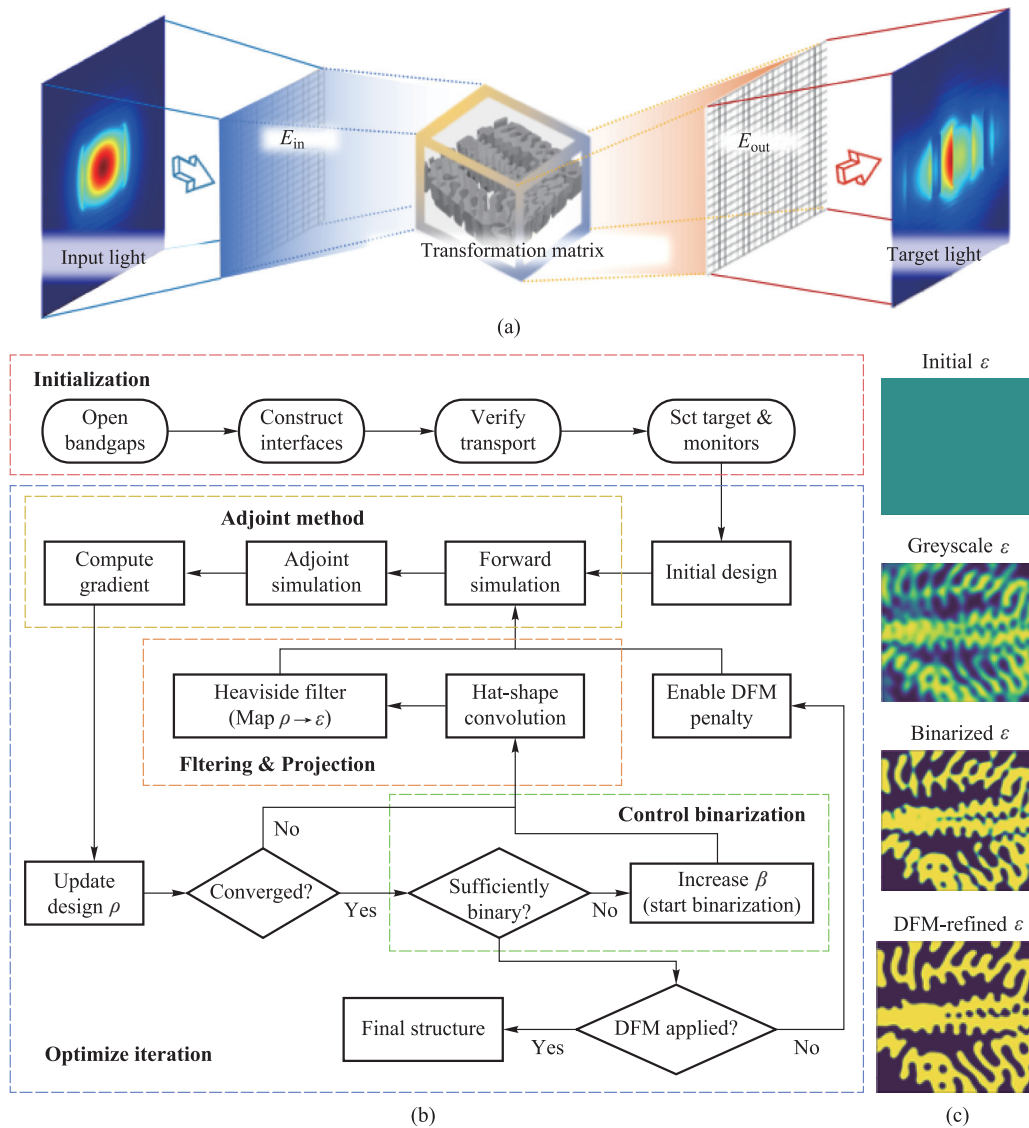 E_in
E_out
Input light
Transformation matrix
Target light
(a)
Initialization
Open
bandgaps
Construct
interfaces
Verify
transport
Sct target &
monitors
Adjoint method
Compute
gradient
Adjoint
simulation
Forward
simulation
Initial design
Heaviside filter
(Map ρ→ε)
Hat-shape
convolution
Enable DFM
penalty
Fltering & Projection
No
Control binarization
Update
design ρ
Converged?
Yes
Sufficiently
binary?
No
Increase β
(start binarization)
Final structure
Yes
DFM applied?
No
Optimize iteration
(b)
Initial ε
Greyscale ε
Binarized ε
DFM-refined ε
(c)